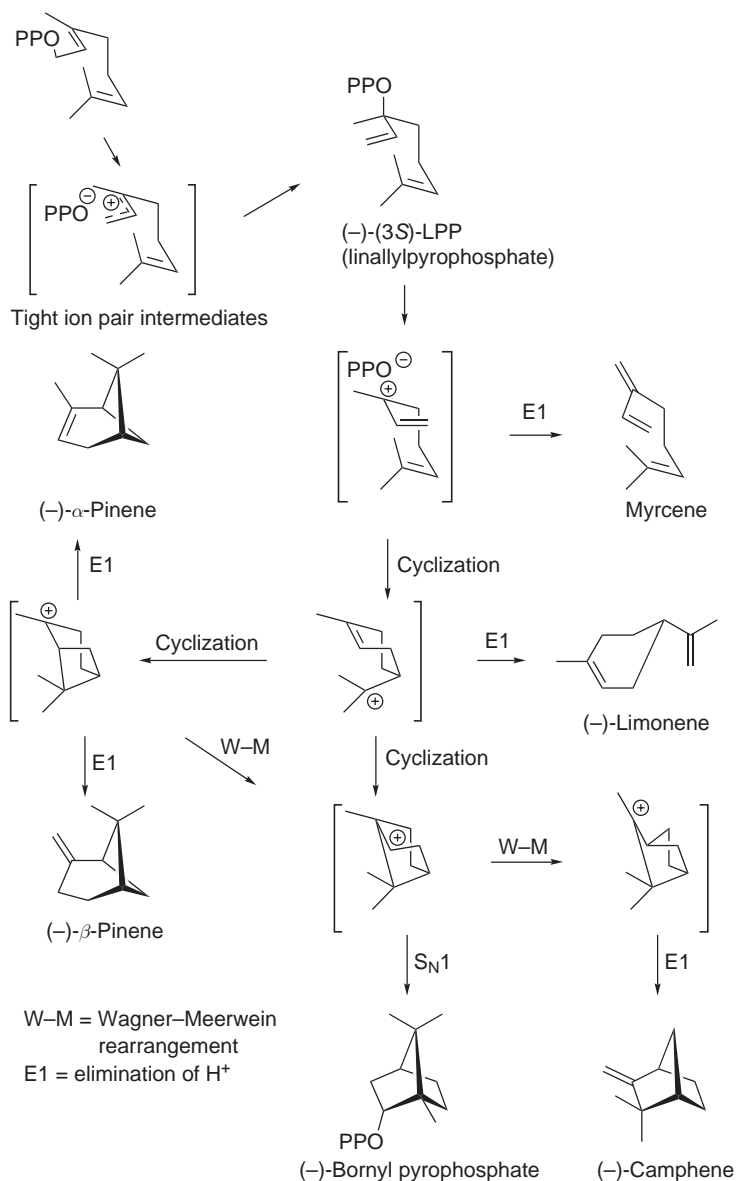 PPO
PPO
PPO ⊖ ⊕
(–)-(3S)-LPP
(linallylpyrophosphate)
Tight ion pair intermediates
PPO ⊖
⊕
E1
(–)-α-Pinene
Myrcene
E1
Cyclization
⊕
Cyclization
E1
⊕
(–)-Limonene
E1
W–M
Cyclization
⊕
⊕
W–M
(–)-β-Pinene
SN1
E1
W–M = Wagner–Meerwein
rearrangement
E1 = elimination of H+
PPO
(–)-Bornyl pyrophosphate
(–)-Camphene